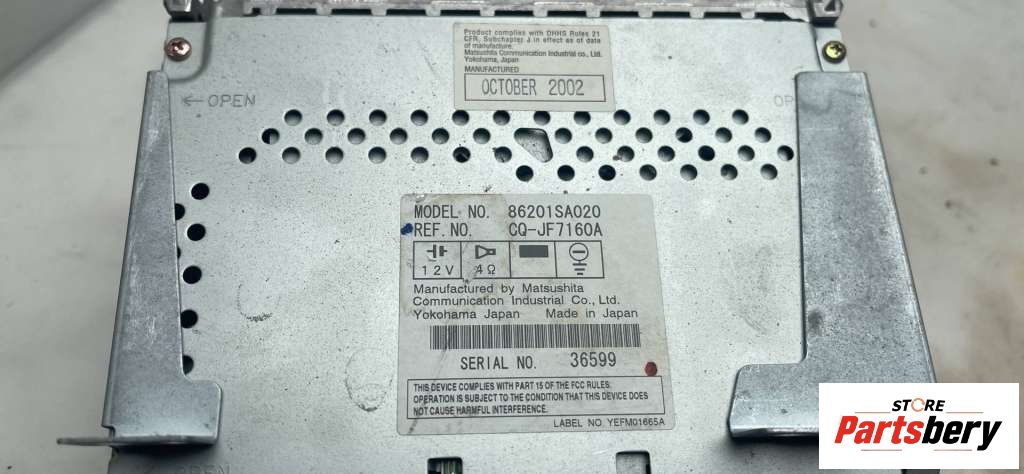 Product complies with DHHS Rules 21
CFR, Subchapter J in effect as of date
of manufacture.
Matsushita Communication Industrial co., Ltd.
Yokohama, Japan
MANUFACTURED
OCTOBER 2002
←OPEN
OP
MODEL NO. 86201SA020
REF. NO. CQ-JF7160A
12V 4Ω
Manufactured by Matsushita
Communication Industrial Co., Ltd.
Yokohama Japan Made in Japan
SERIAL NO. 36599
THIS DEVICE COMPLIES WITH PART 15 OF THE FCC RULES:
OPERATION IS SUBJECT TO THE CONDITION THAT THIS DEVICE DOES
NOT CAUSE HARMFUL INTERFERENCE.
LABEL NO. YEFM01665A
OPEN
STORE
Partsbery